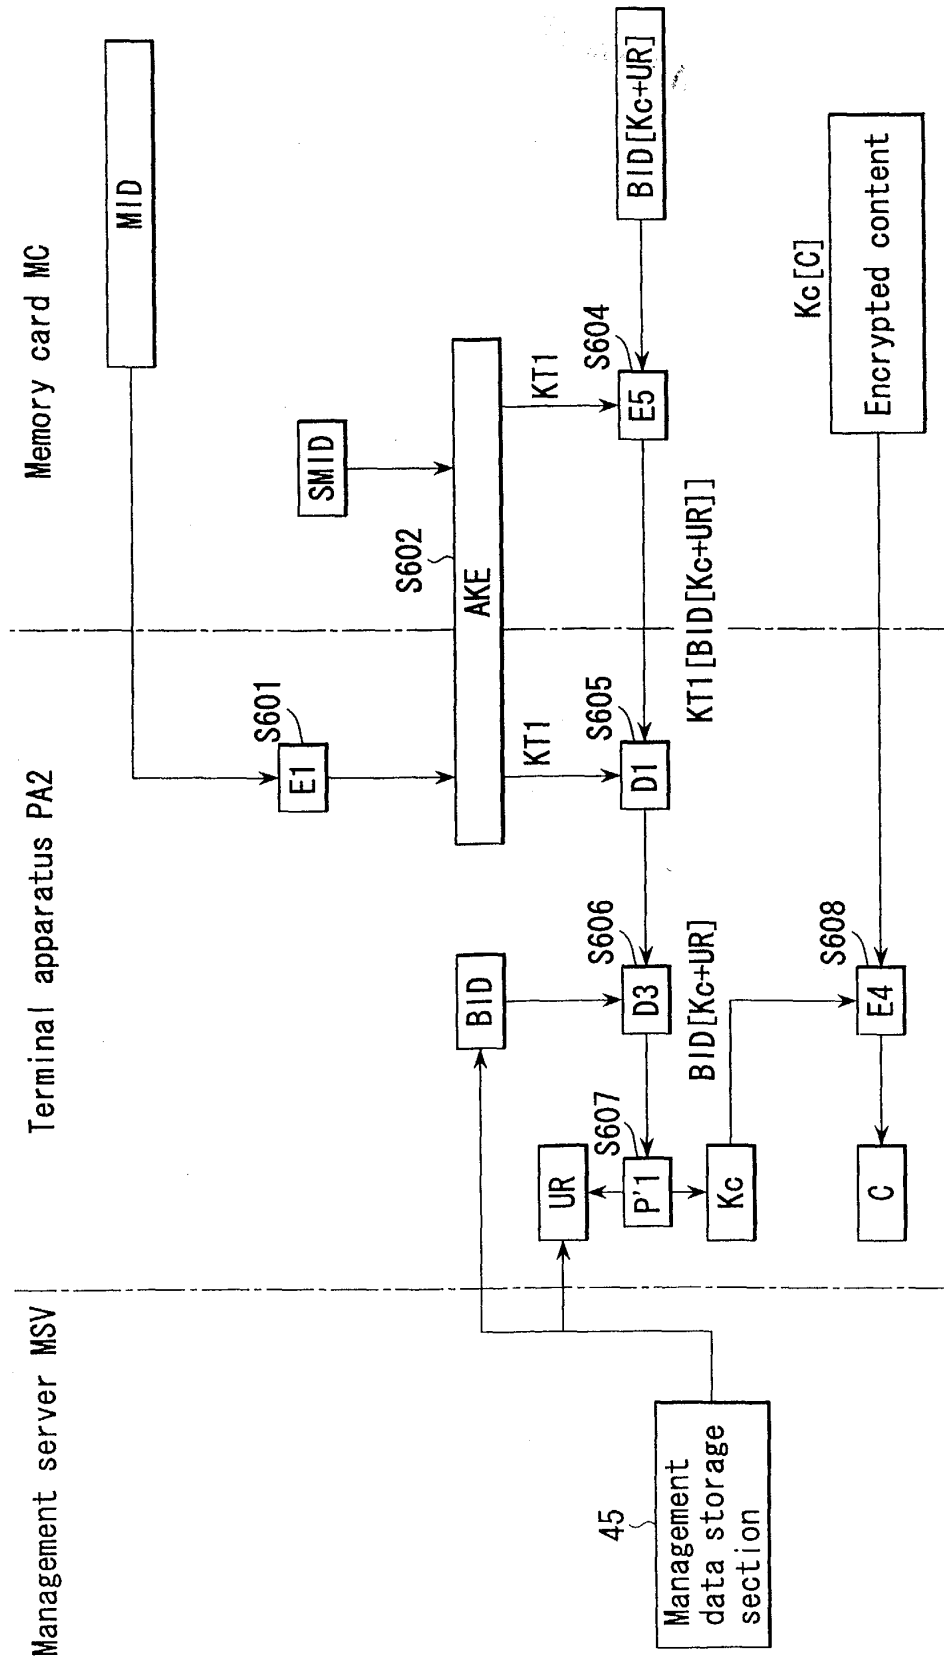 Management server MSV
Terminal apparatus PA2
Memory card MC
MID
S601
E1
SMID
S602
AKE
BID
KT1
KT1
UR
S607
P'1
S606
D3
S605
D1
S604
E5
BID[Kc+UR]
BID[Kc+UR]
KT1[BID[Kc+UR]]
45
Management
data storage
section
Kc
S608
E4
C
Kc[C]
Encrypted content